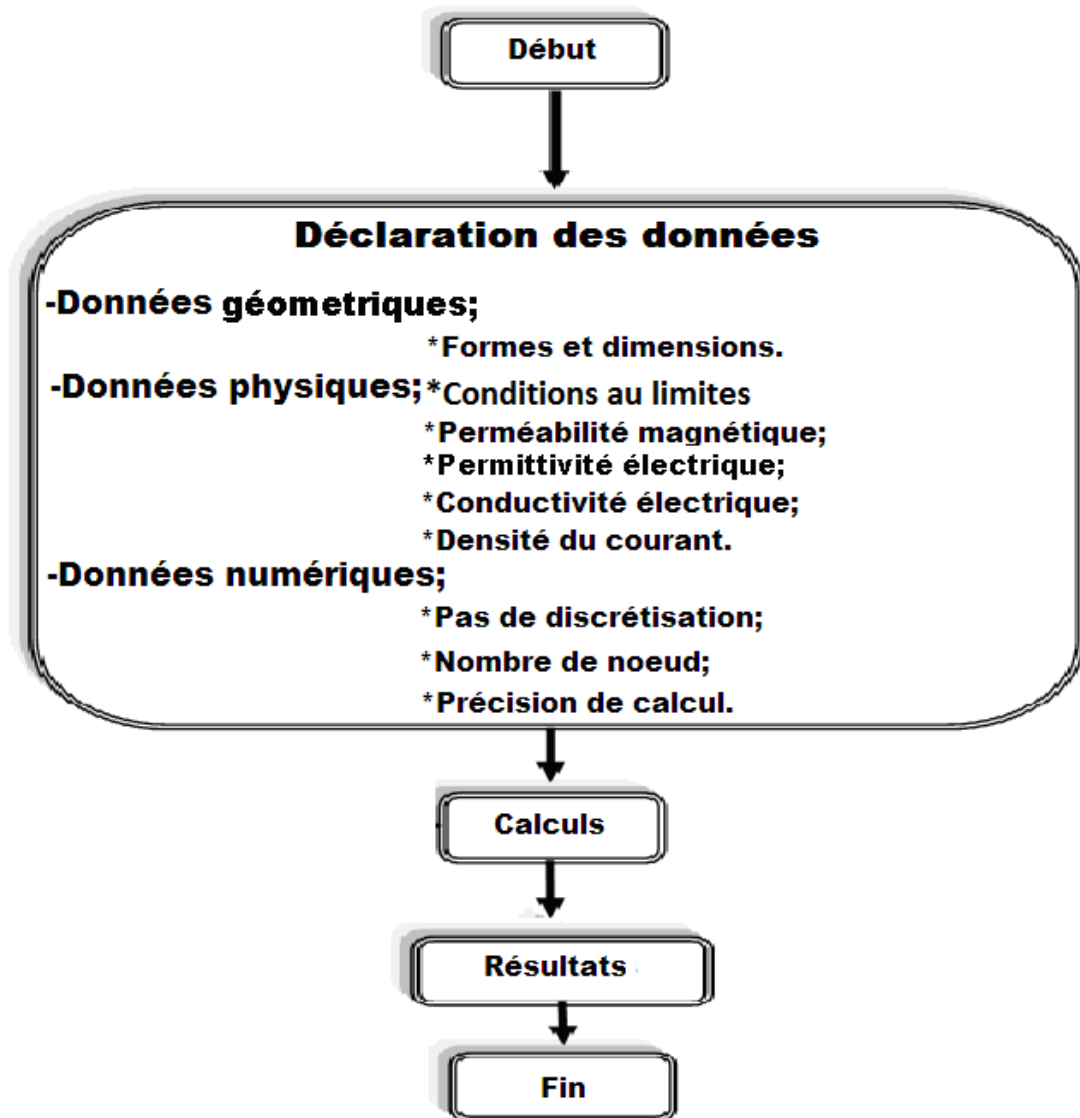 Début
Déclaration des données
-Données géometriques;
*Formes et dimensions.
-Données physiques; *Conditions au limites
*Perméabilité magnétique;
*Permittivité électrique;
*Conductivité électrique;
*Densité du courant.
-Données numériques;
*Pas de discrétisation;
*Nombre de noeud;
*Précision de calcul.
Calculs
Résultats
Fin